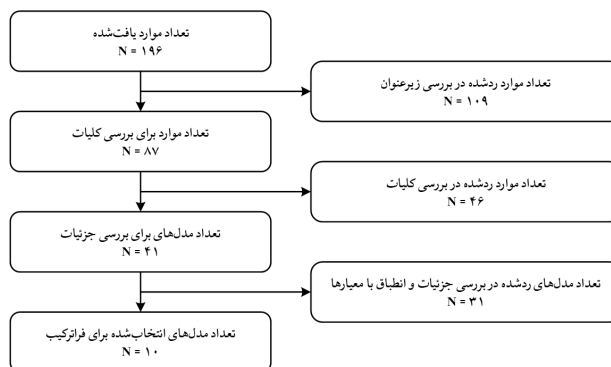 تعداد موارد یافت‌شده
N = ۱۹۶
تعداد موارد ردشده در بررسی زیرعنوان
N = ۱۰۹
تعداد موارد برای بررسی کلیات
N = ۸۷
تعداد موارد ردشده در بررسی کلیات
N = ۴۶
تعداد مدل‌های برای بررسی جزئیات
N = ۴۱
تعداد مدل‌های ردشده در بررسی جزئیات و انطباق با معیارها
N = ۳۱
تعداد مدل‌های انتخاب‌شده برای فراترکیب
N = ۱۰